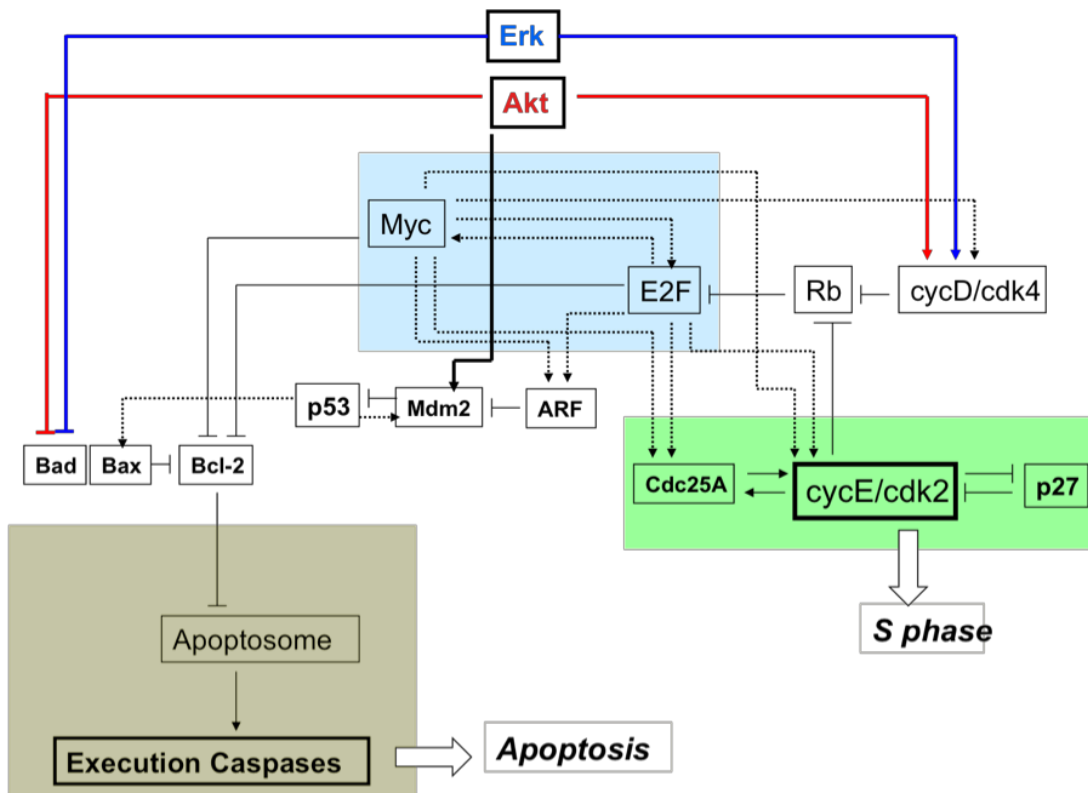 Erk
Akt
Myc
E2F
Rb
cycD/cdk4
p53
Mdm2
ARF
Bad
Bax
Bcl-2
Cdc25A
cycE/cdk2
p27
S phase
Apoptosome
Execution Caspases
Apoptosis